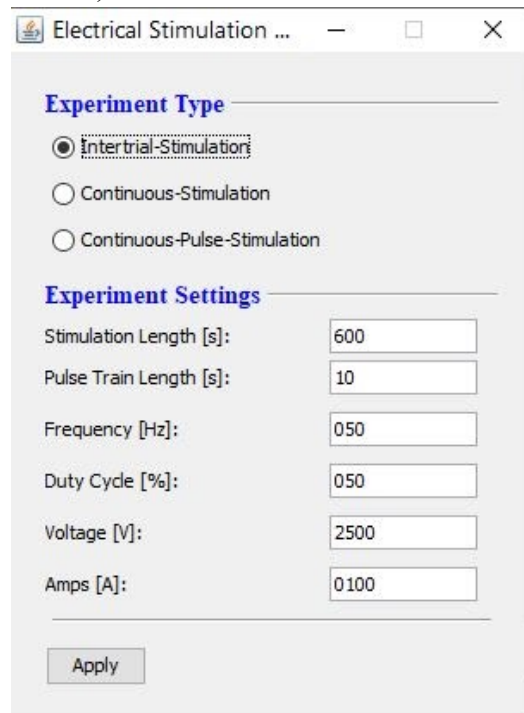 Electrical Stimulation ...
Experiment Type
Intertrial-Stimulation
Continuous-Stimulation
Continuous-Pulse-Stimulation
Experiment Settings
Stimulation Length [s]: 600
Pulse Train Length [s]: 10
Frequency [Hz]: 050
Duty Cycle [%]: 050
Voltage [V]: 2500
Amps [A]: 0100
Apply